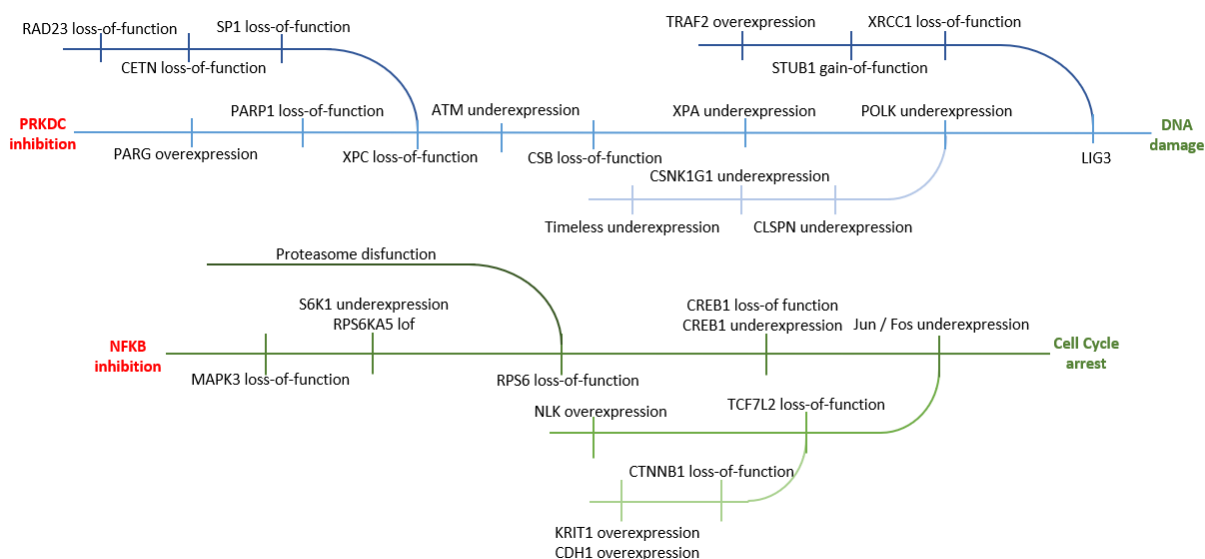 RAD23 loss-of-function
SP1 loss-of-function
CETN loss-of-function
TRAF2 overexpression
XRCC1 loss-of-function
STUB1 gain-of-function
PRKDC
inhibition
PARG overexpression
PARP1 loss-of-function
XPC loss-of-function
ATM underexpression
CSB loss-of-function
XPA underexpression
POLK underexpression
LIG3
DNA
damage
CSNK1G1 underexpression
Timeless underexpression
CLSPN underexpression
Proteasome disfunction
S6K1 underexpression
RPS6KA5 lof
NFKB
inhibition
MAPK3 loss-of-function
RPS6 loss-of-function
CREB1 loss-of function
CREB1 underexpression
Jun / Fos underexpression
Cell Cycle
arrest
NLK overexpression
TCF7L2 loss-of-function
CTNNB1 loss-of-function
KRIT1 overexpression
CDH1 overexpression